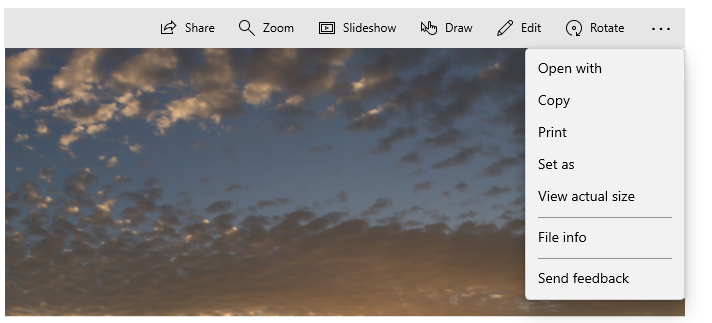 Share Zoom Slideshow Draw Edit Rotate ...
Open with
Copy
Print
Set as
View actual size
File info
Send feedback